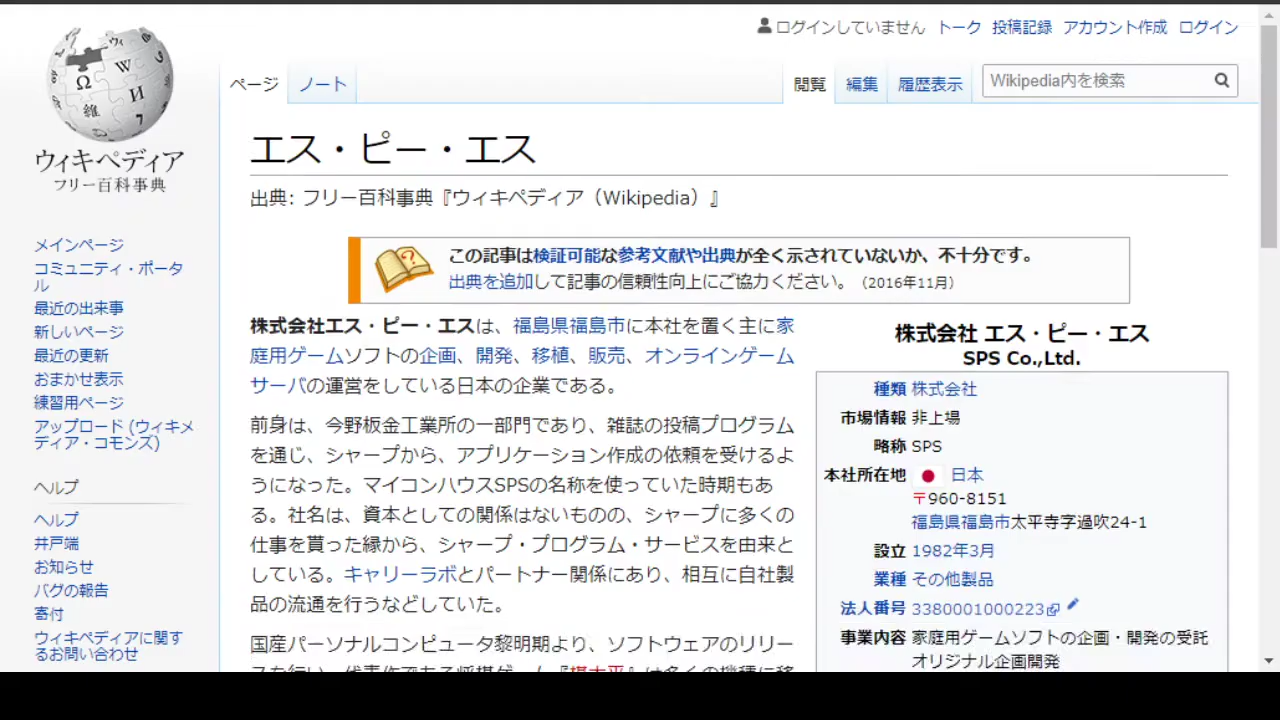 ログインしていません トーク 投稿記録 アカウント作成 ログイン
ページ ノート 閲覧 編集 履歴表示 Wikipedia内を検索
ウィキペディア
フリー百科事典
メインページ
コミュニティ・ポータ
ル
最近の出来事
新しいページ
最近の更新
おまかせ表示
練習用ページ
アップロード (ウィキメ
ディア・コモンズ)
ヘルプ
ヘルプ
井戸端
お知らせ
バグの報告
寄付
ウィキペディアに関す
るお問い合わせ
エス・ピー・エス
出典: フリー百科事典『ウィキペディア（Wikipedia）』
この記事は検証可能な参考文献や出典が全く示されていないか、不十分です。
出典を追加して記事の信頼性向上にご協力ください。（2016年11月）
株式会社エス・ピー・エスは、福島県福島市に本社を置く主に家
庭用ゲームソフトの企画、開発、移植、販売、オンラインゲーム
サーバの運営をしている日本の企業である。
前身は、今野板金工業所の一部門であり、雑誌の投稿プログラム
を通じ、シャープから、アプリケーション作成の依頼を受けるよ
うになった。マイコンハウスSPSの名称を使っていた時期もあ
る。社名は、資本としての関係はないものの、シャープに多くの
仕事を貰った縁から、シャープ・プログラム・サービスを由来と
している。キャリーラボとパートナー関係にあり、相互に自社製
品の流通を行うなどしていた。
国産パーソナルコンピュータ黎明期より、ソフトウェアのリリー
株式会社 エス・ピー・エス
SPS Co.,Ltd.
種類 株式会社
市場情報 非上場
略称 SPS
本社所在地 日本
〒960-8151
福島県福島市太平寺字過吹24-1
設立 1982年3月
業種 その他製品
法人番号 3380001000223
事業内容 家庭用ゲームソフトの企画・開発の受託
オリジナル企画開発